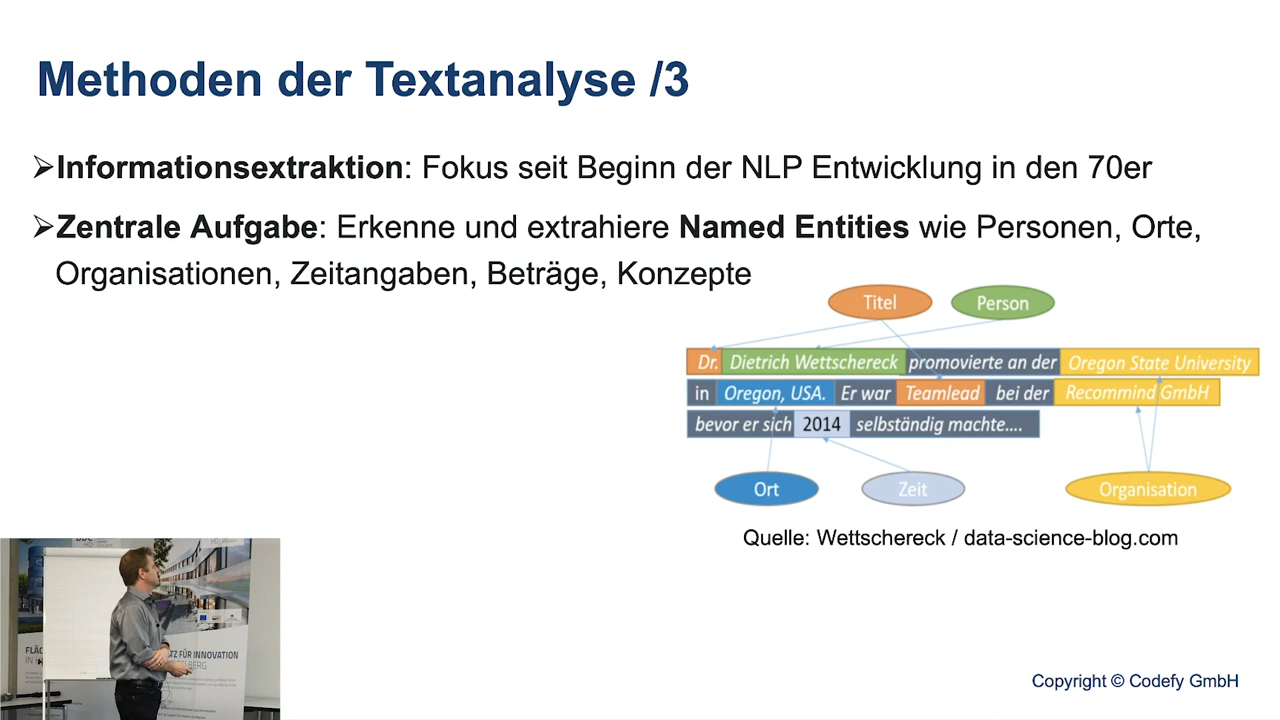 Methoden der Textanalyse /3
➢Informationsextraktion: Fokus seit Beginn der NLP Entwicklung in den 70er
➢Zentrale Aufgabe: Erkenne und extrahiere Named Entities wie Personen, Orte,
Organisationen, Zeitangaben, Beträge, Konzepte
Titel Person
Dr. Dietrich Wettschereck promovierte an der Oregon State University
in Oregon, USA. Er war Teamlead bei der Recommind GmbH
bevor er sich 2014 selbständig machte....
Ort Zeit Organisation
Quelle: Wettschereck / data-science-blog.com
TZ FÜR INNOVATION
Copyright © Codefy GmbH